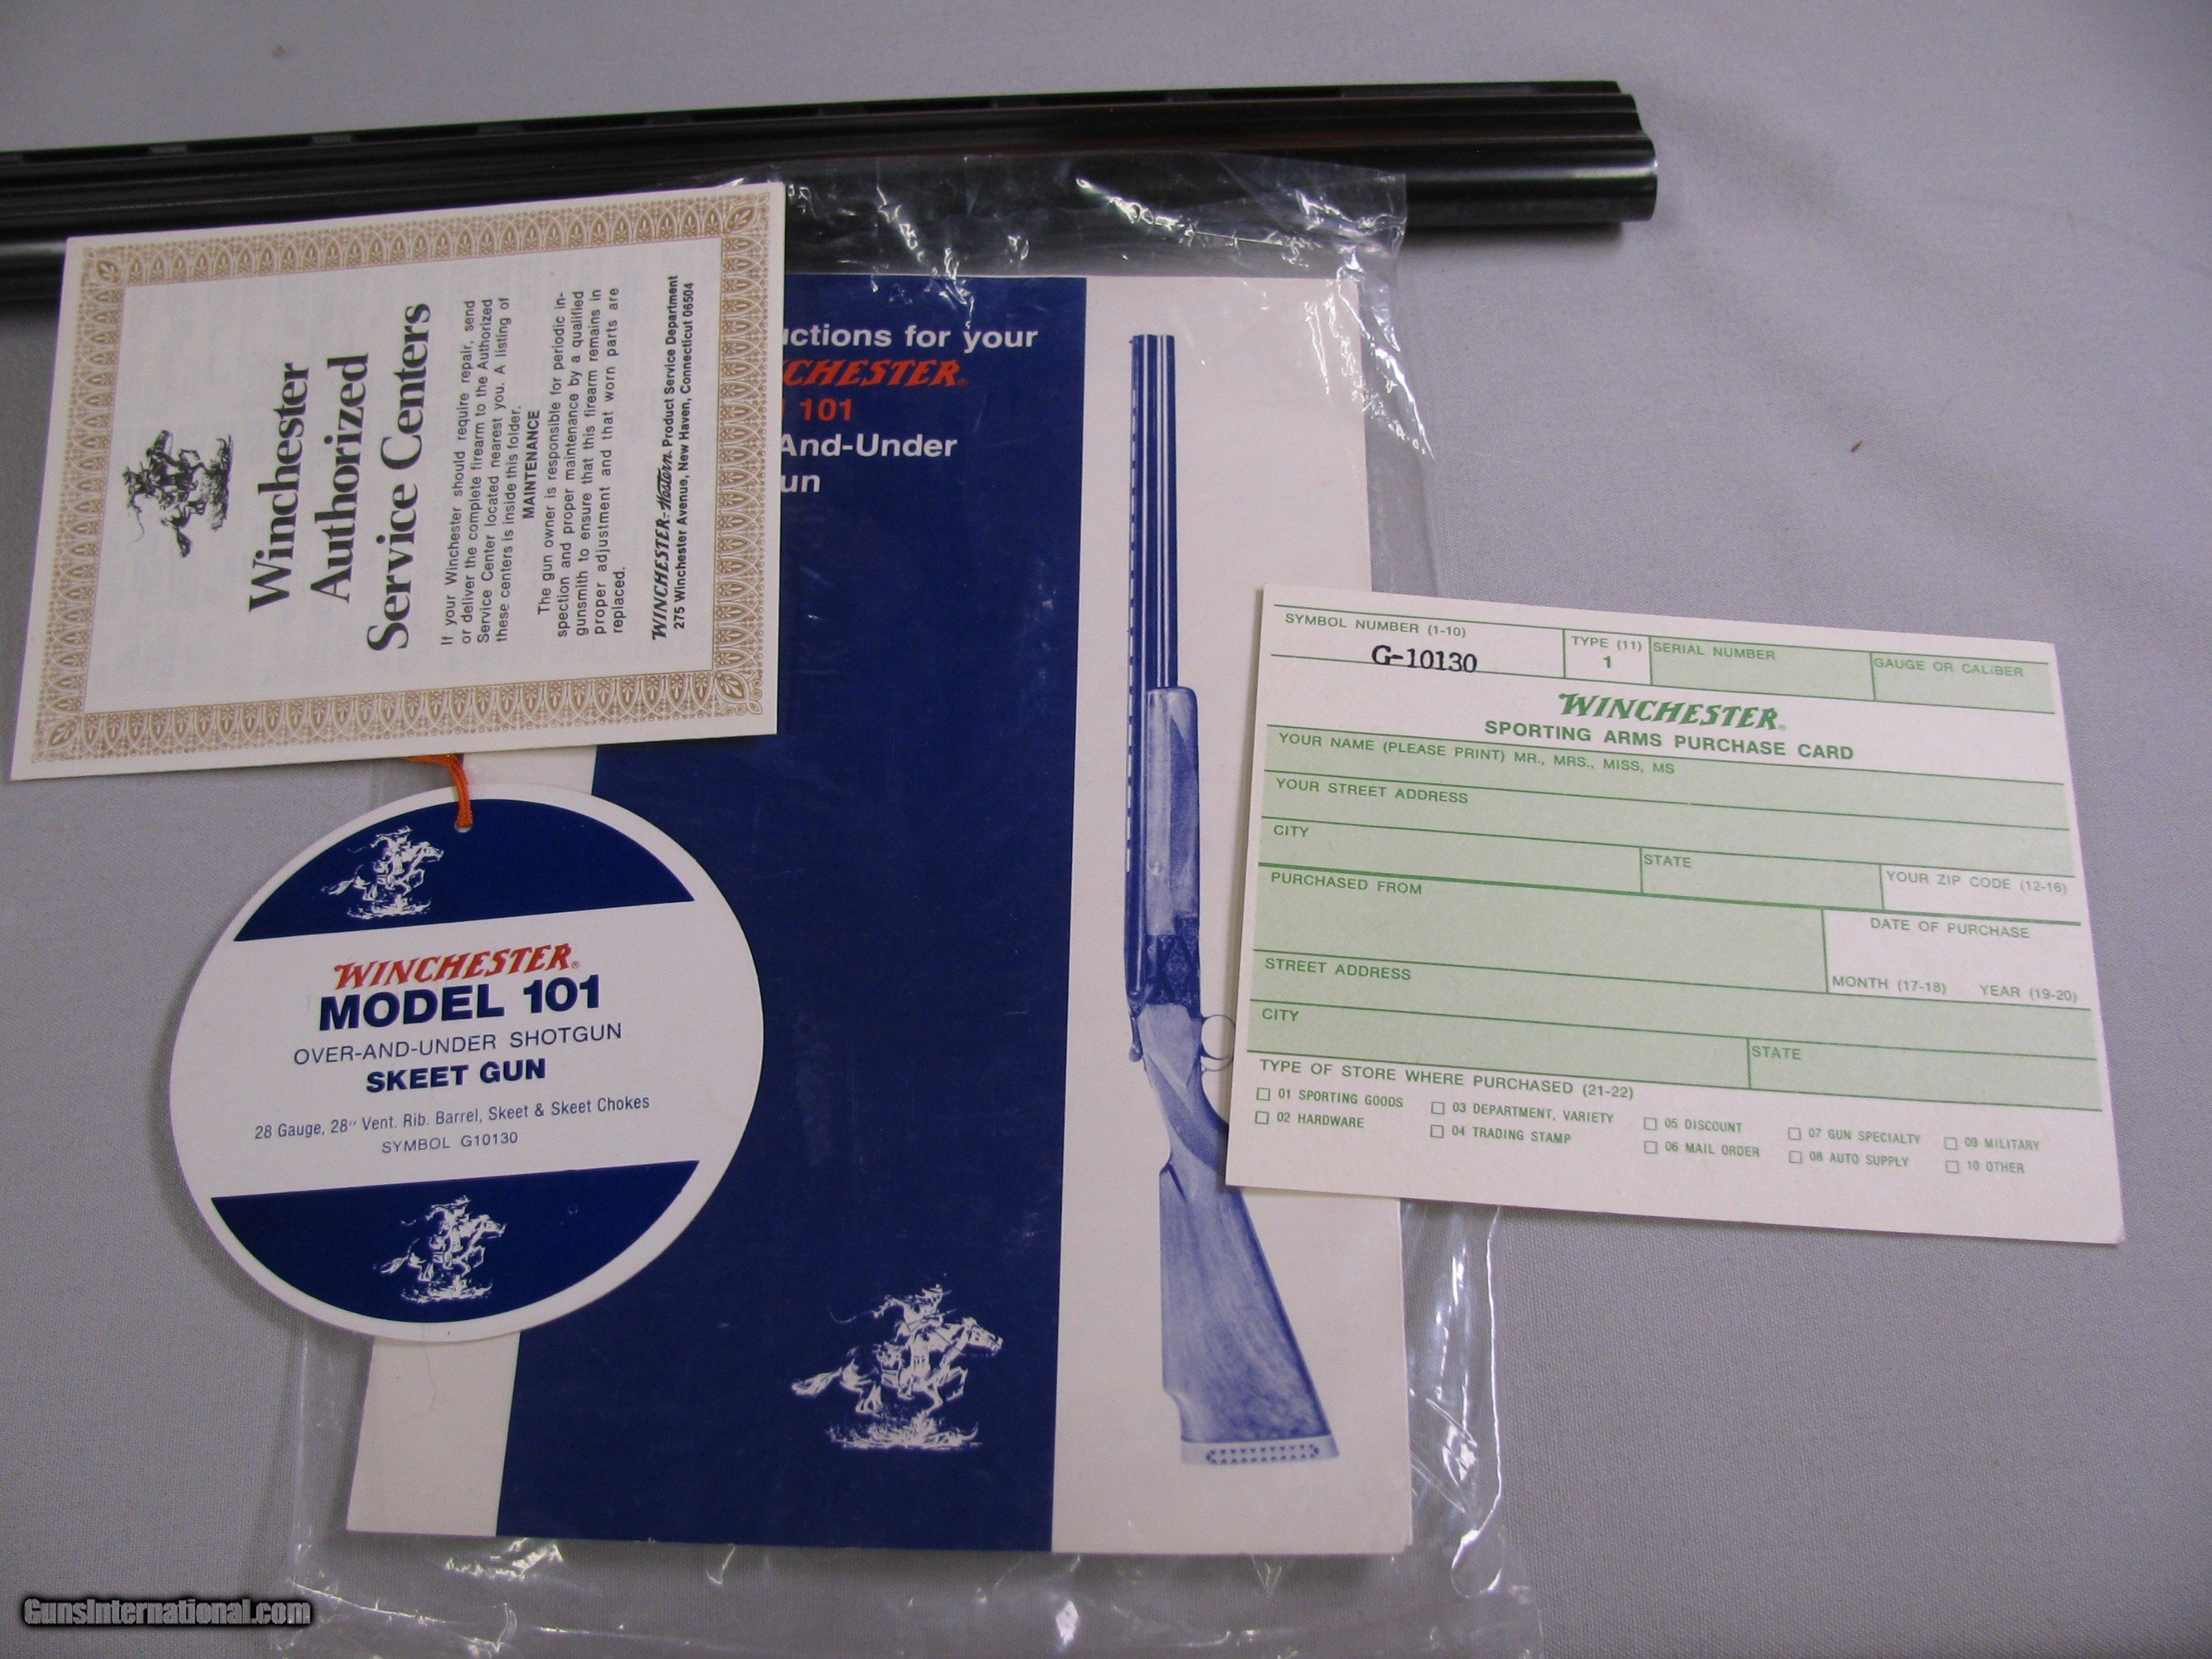 Winchester
Authorized
Service Centers
If your Winchester should require repair, send
or deliver the complete firearm to the Authorized
Service Center located nearest you. A listing of
these centers is inside this folder.
MAINTENANCE
The gun owner is responsible for periodic in-
spection and proper maintenance by a qualified
gunsmith to ensure that this firearm remains in
proper adjustment and that worn parts are
replaced.
WINCHESTER-Western Product Service Department
275 Winchester Avenue, New Haven, Connecticut 06504
uctions for your
CHESTER®
101
And-Under
un
WINCHESTER®
MODEL 101
OVER-AND-UNDER SHOTGUN
SKEET GUN
28 Gauge, 28" Vent. Rib. Barrel, Skeet & Skeet Chokes
SYMBOL G10130
SYMBOL NUMBER (1-10)
G-10130
TYPE (11)
1
SERIAL NUMBER
GAUGE OR CALIBER
WINCHESTER®
SPORTING ARMS PURCHASE CARD
YOUR NAME (PLEASE PRINT) MR., MRS., MISS, MS
YOUR STREET ADDRESS
CITY
STATE
YOUR ZIP CODE (12-16)
PURCHASED FROM
DATE OF PURCHASE
MONTH (17-18) YEAR (19-20)
STREET ADDRESS
CITY
STATE
TYPE OF STORE WHERE PURCHASED (21-22)
01 SPORTING GOODS
02 HARDWARE
03 DEPARTMENT, VARIETY
04 TRADING STAMP
05 DISCOUNT
06 MAIL ORDER
07 GUN SPECIALTY
08 AUTO SUPPLY
09 MILITARY
10 OTHER
GunsInternational.com